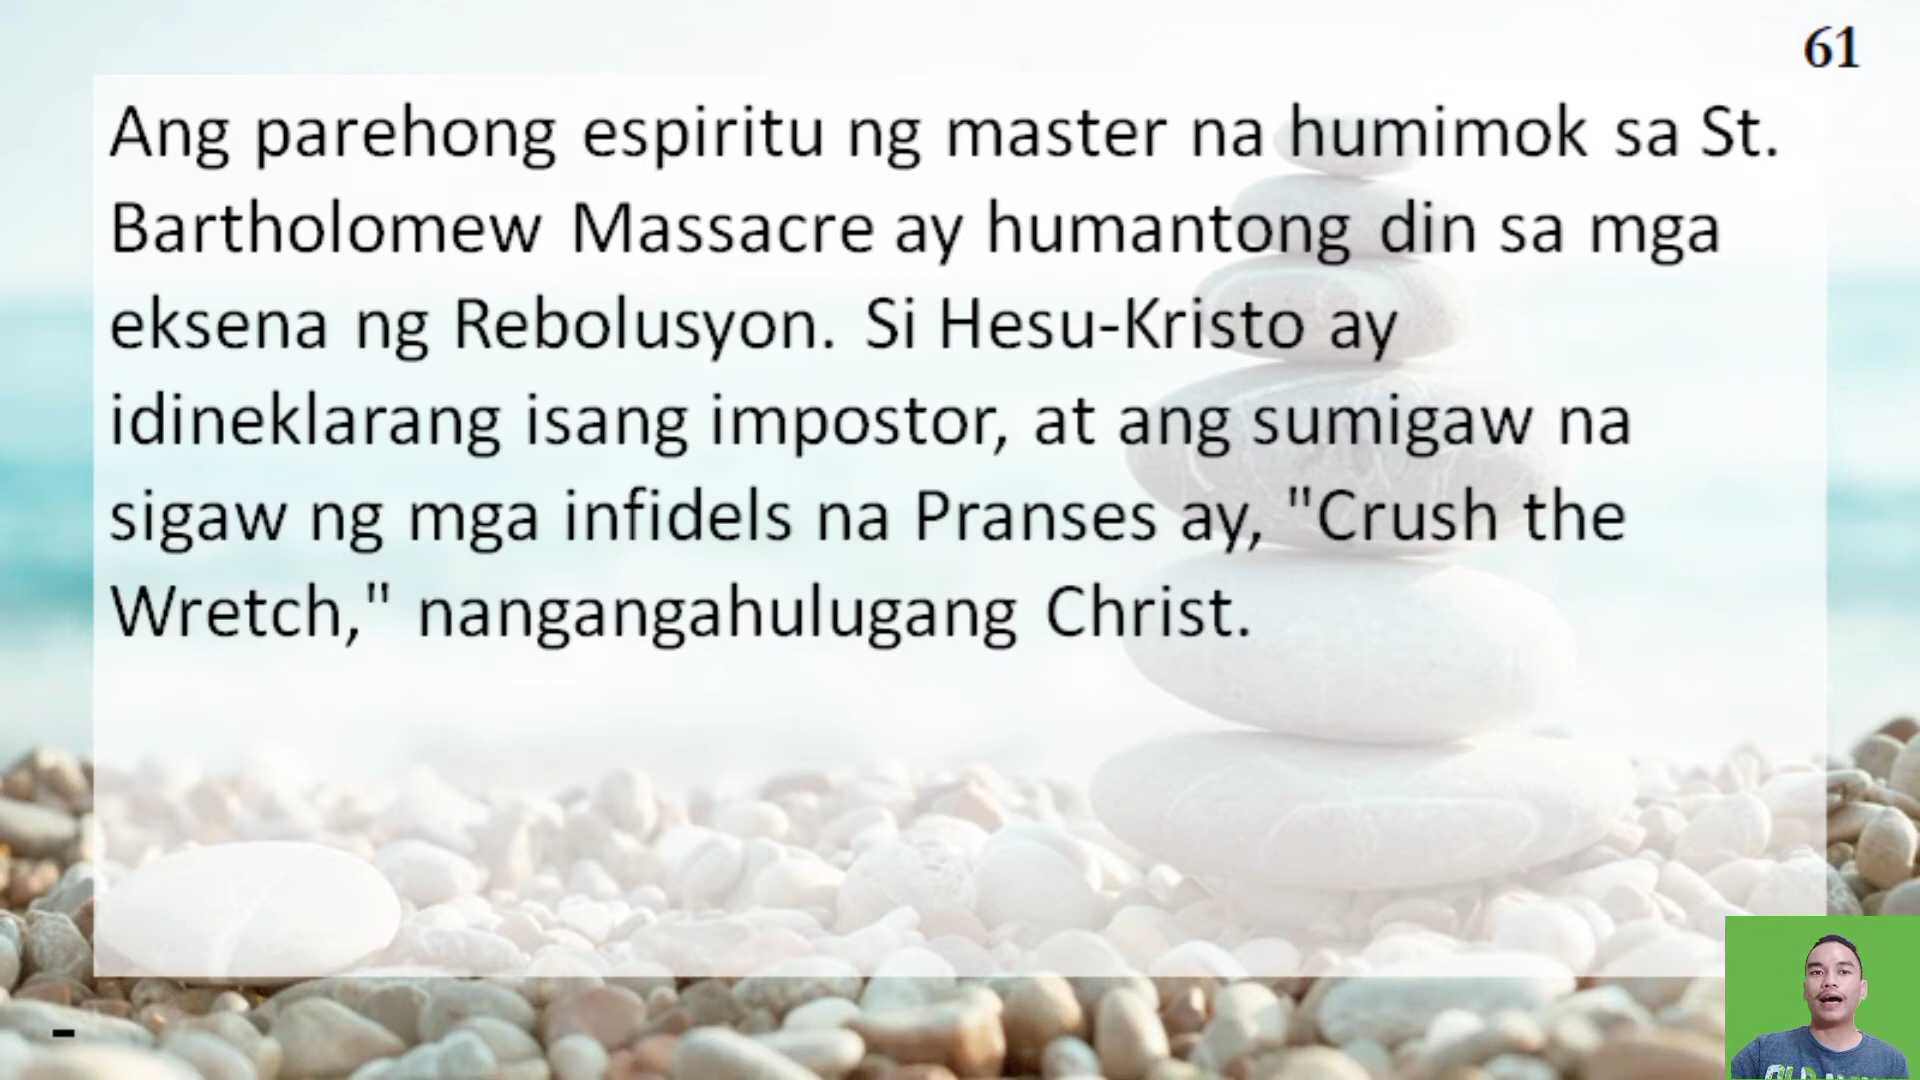 61
Ang parehong espiritu ng master na humimok sa St.
Bartholomew Massacre ay humantong din sa mga
eksena ng Rebolusyon. Si Hesu-Kristo ay
idineklarang isang impostor, at ang sumigaw na
sigaw ng mga infidels na Pranses ay, "Crush the
Wretch," nangangahulugang Christ.
-